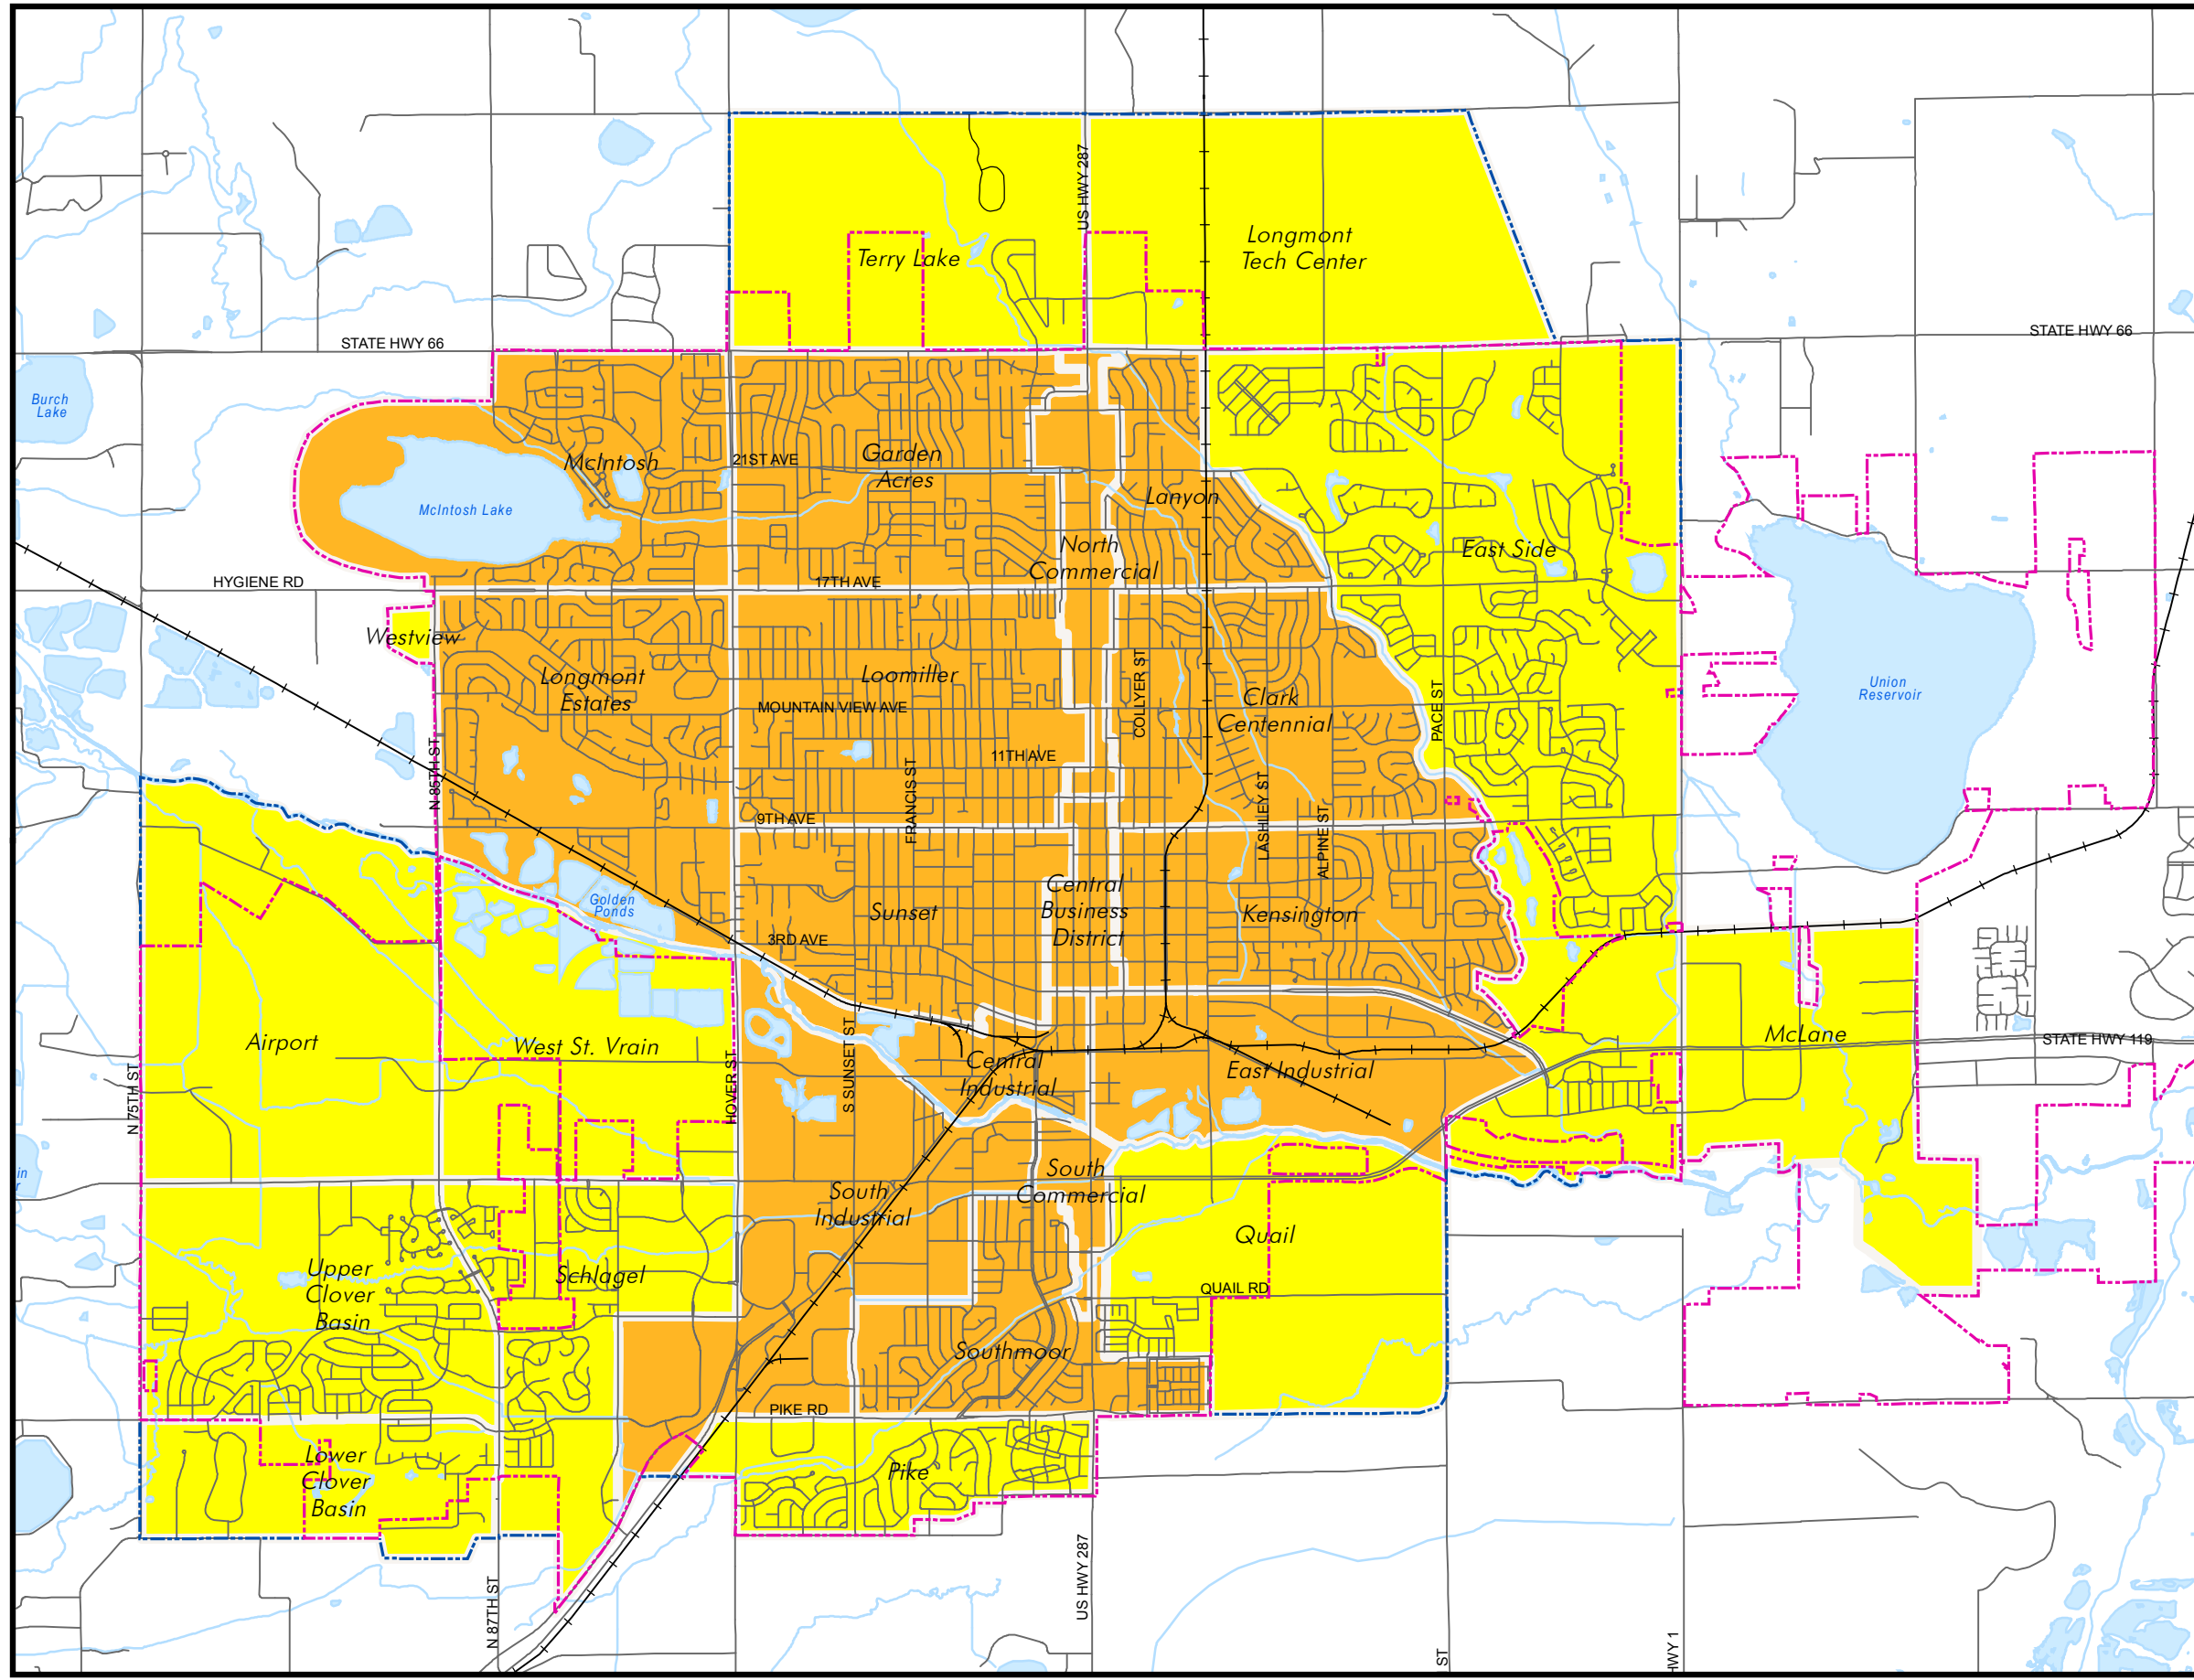 US HWY 287
Longmont
Tech Center
Terry Lake
STATE HWY 66
STATE HWY 66
Burch
Lake
McIntosh
21ST AVE
Garden
Acres
Lanyon
McIntosh Lake
North
Commercial
East Side
HYGIENE RD
17TH AVE
Westview
Longmont
Estates
Loomiller
COLLYER ST
Clark
Centennial
PACE ST
Union
Reservoir
MOUNTAIN VIEW AVE
N 85TH ST
11TH AVE
FRANCIS ST
LASHLEY ST
ALPINE ST
9TH AVE
Golden
Ponds
Sunset
Central
Business
District
Kensington
3RD AVE
Airport
West St. Vrain
S SUNSET ST
McLane
STATE HWY 119
N 75TH ST
HOVER ST
Central
Industrial
East Industrial
in
r
South
Industrial
South
Commercial
Quail
Upper
Clover
Basin
Schlagel
QUAIL RD
Southmoor
PIKE RD
Lower
Clover
Basin
Pike
N 87TH ST
US HWY 287
ST
HWY 1